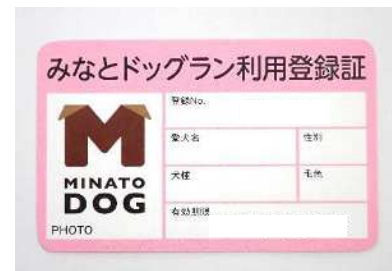 みなとドッグラン利用登録証
登録No.
愛犬名
性別
犬種
毛色
有効期限
M
MINATO
DOG
PHOTO